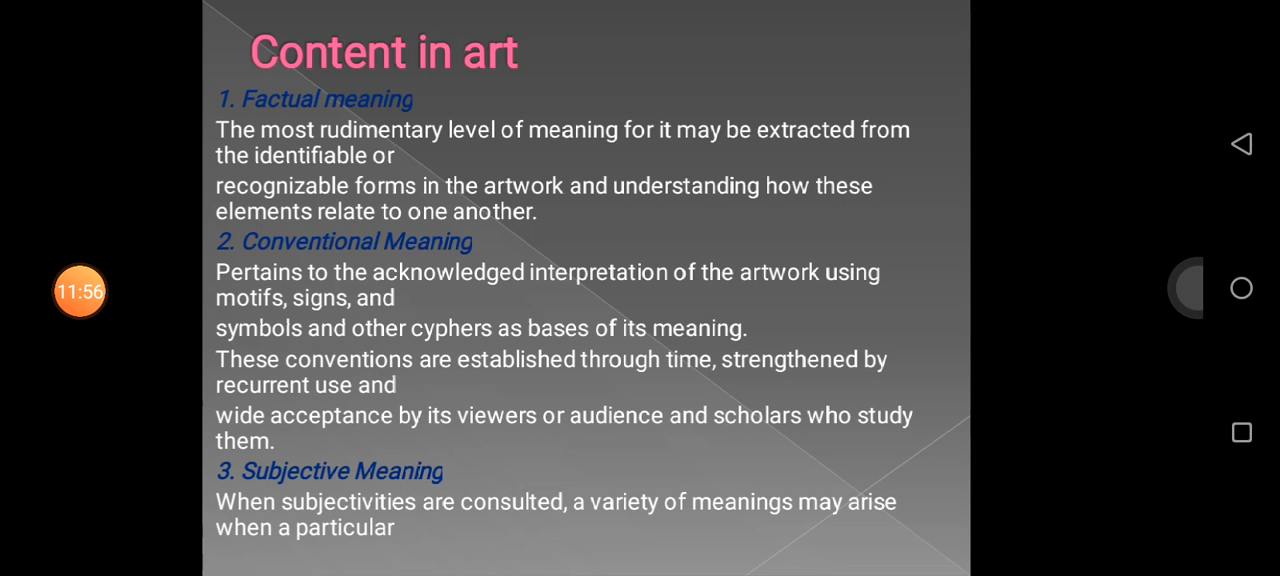 Content in art
1. Factual meaning
The most rudimentary level of meaning for it may be extracted from
the identifiable or
recognizable forms in the artwork and understanding how these
elements relate to one another.
2. Conventional Meaning
Pertains to the acknowledged interpretation of the artwork using
motifs, signs, and
symbols and other cyphers as bases of its meaning.
These conventions are established through time, strengthened by
recurrent use and
wide acceptance by its viewers or audience and scholars who study
them.
3. Subjective Meaning
When subjectivities are consulted, a variety of meanings may arise
when a particular
11:56